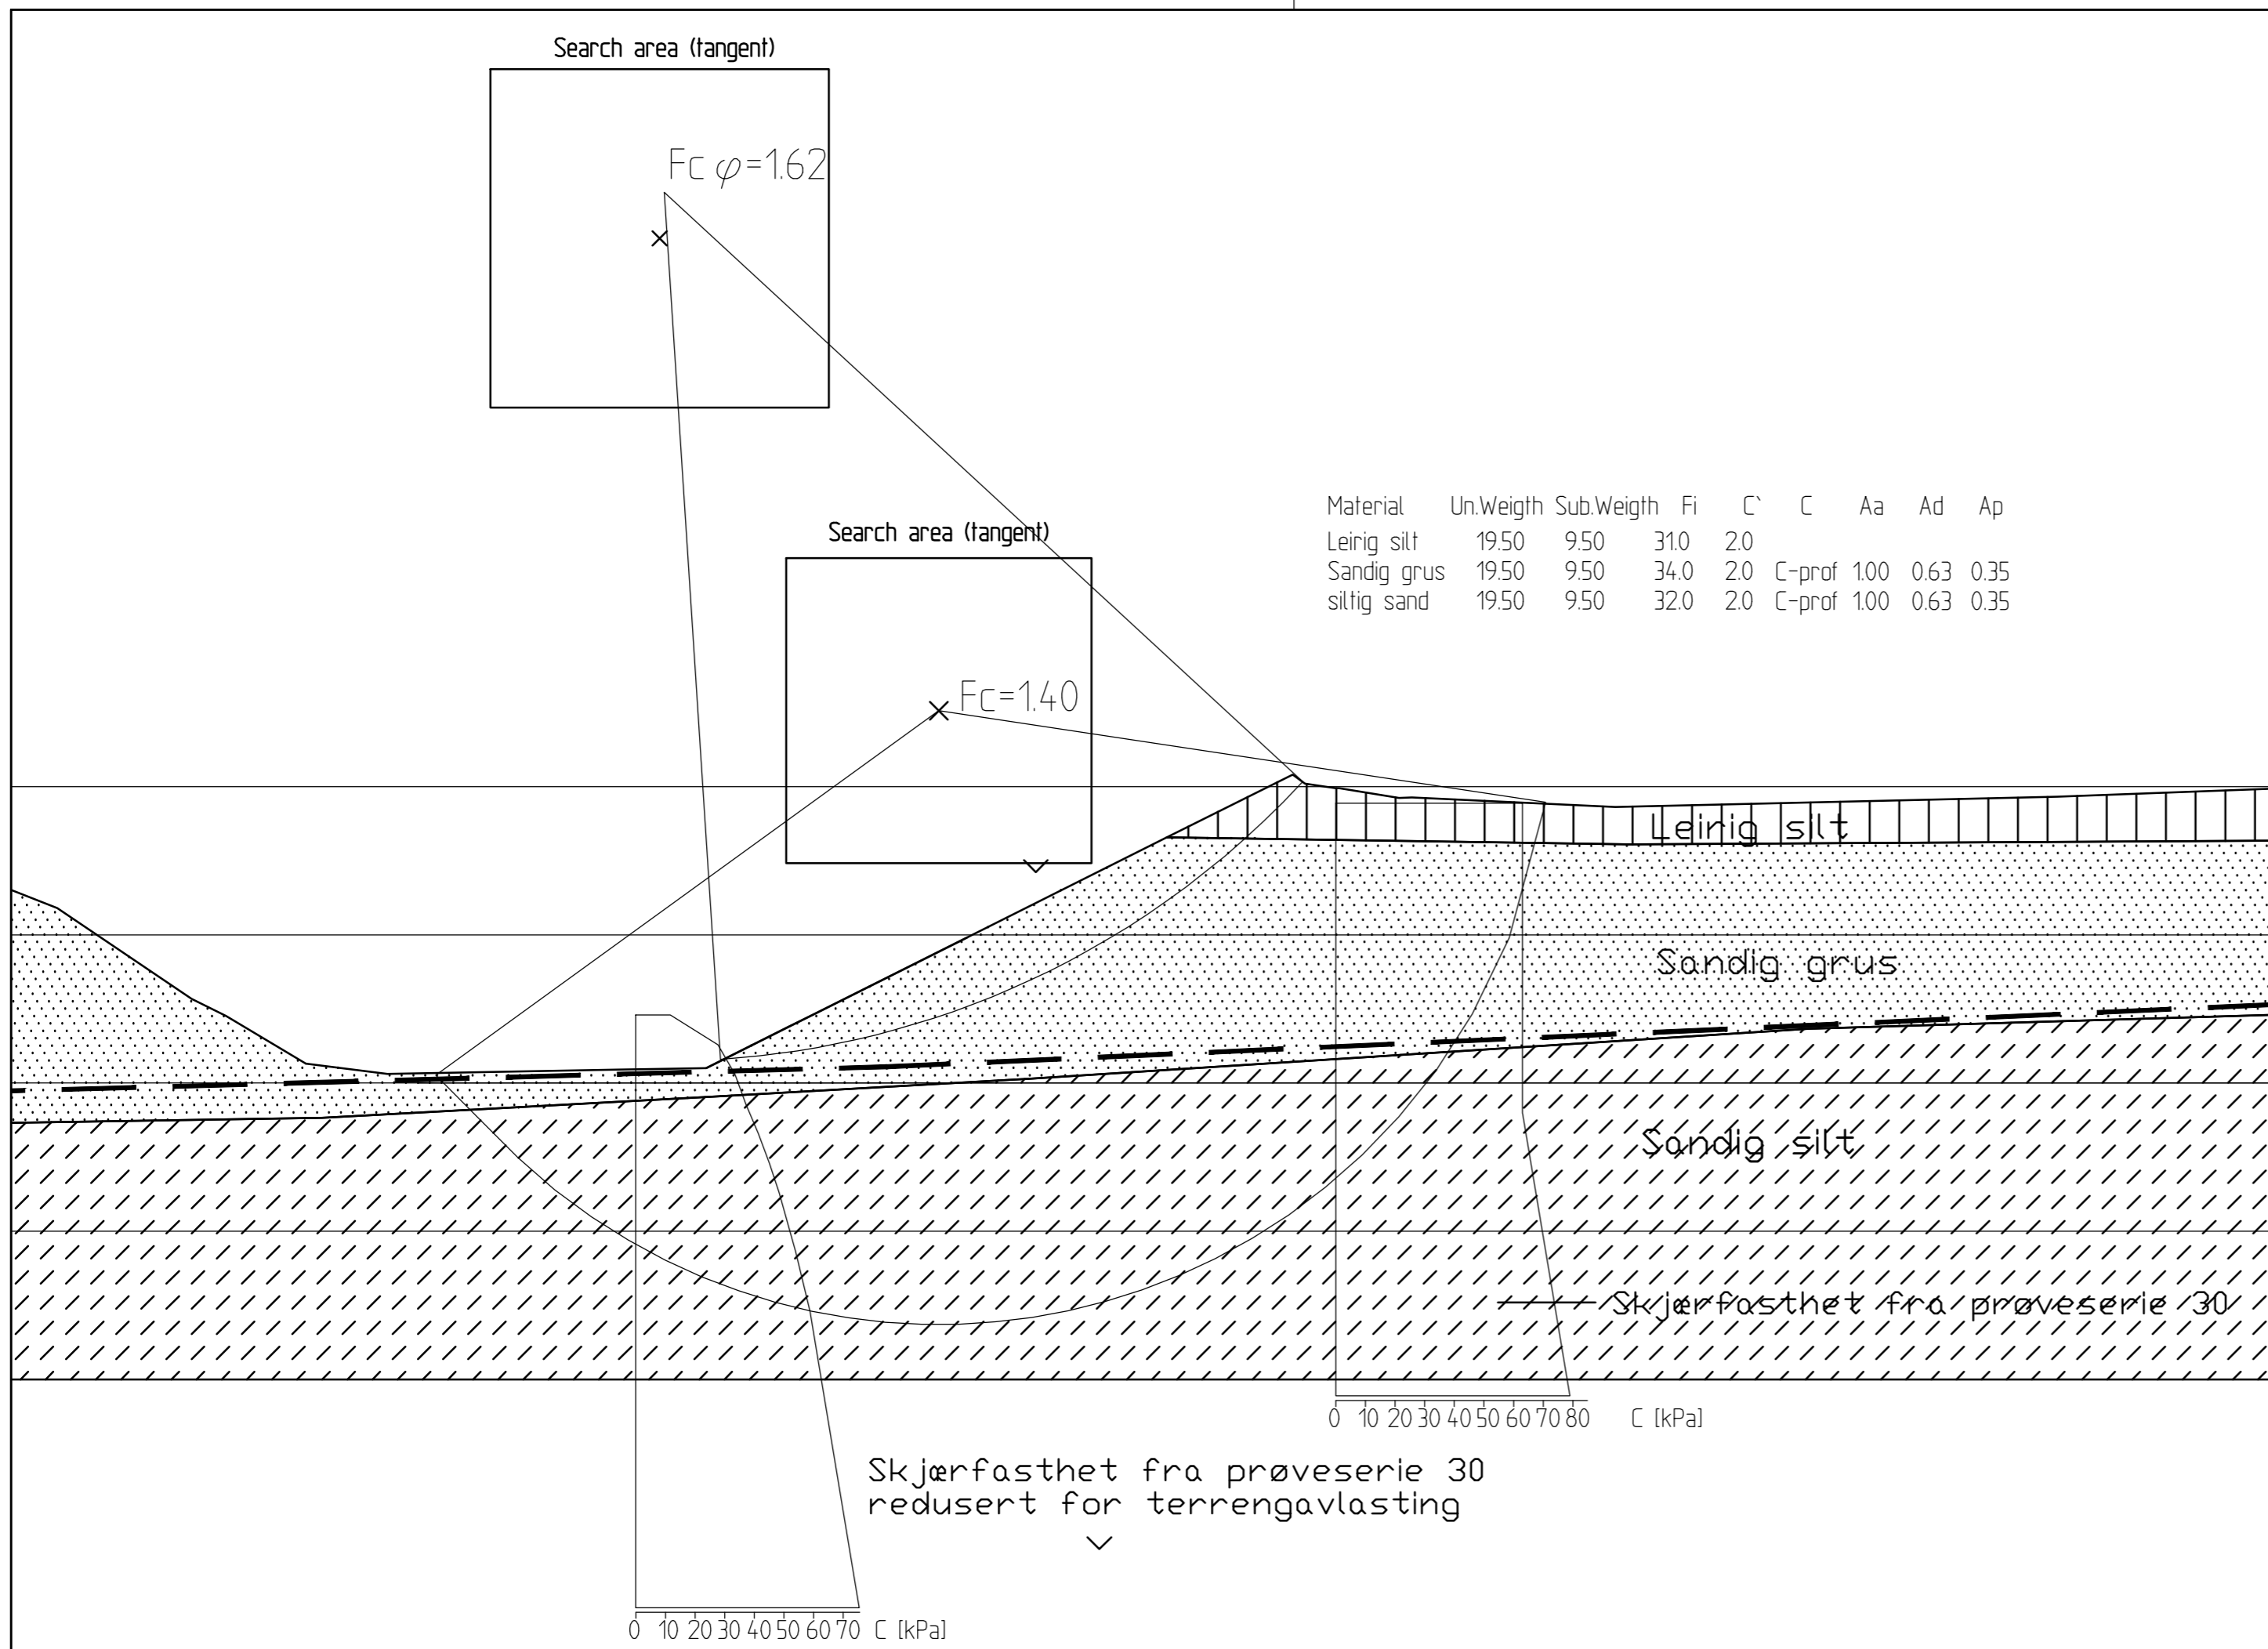 Search area (tangent)
Fc φ=1.62
Search area (tangent)
Fc=1.40
Material Un.Weigth Sub.Weigth Fi C` C Aa Ad Ap
Leirig silt 19.50 9.50 31.0 2.0
Sandig grus 19.50 9.50 34.0 2.0 C-prof 1.00 0.63 0.35
siltig sand 19.50 9.50 32.0 2.0 C-prof 1.00 0.63 0.35
Leirig silt
Sandig grus
Sandig silt
Skjærfasthet fra prøveserie 30
0 10 20 30 40 50 60 70 80 C [kPa]
Skjærfasthet fra prøveserie 30
redusert for terrengavlasting
0 10 20 30 40 50 60 70 C [kPa]